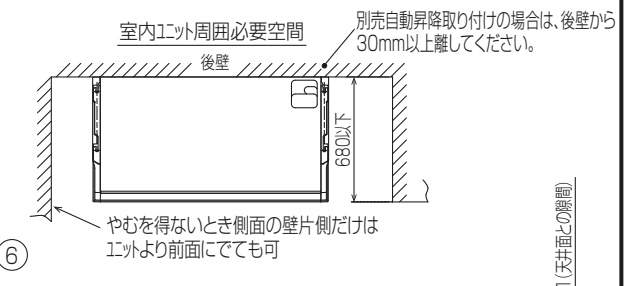 室内ユニット周囲必要空間
別売自動昇降取り付けの場合は、後壁から
30mm以上離してください。
後壁
680以下
やむを得ないとき側面の壁片側だけは
ユニットより前面にでても可
⑥
1(天井面との隙間)